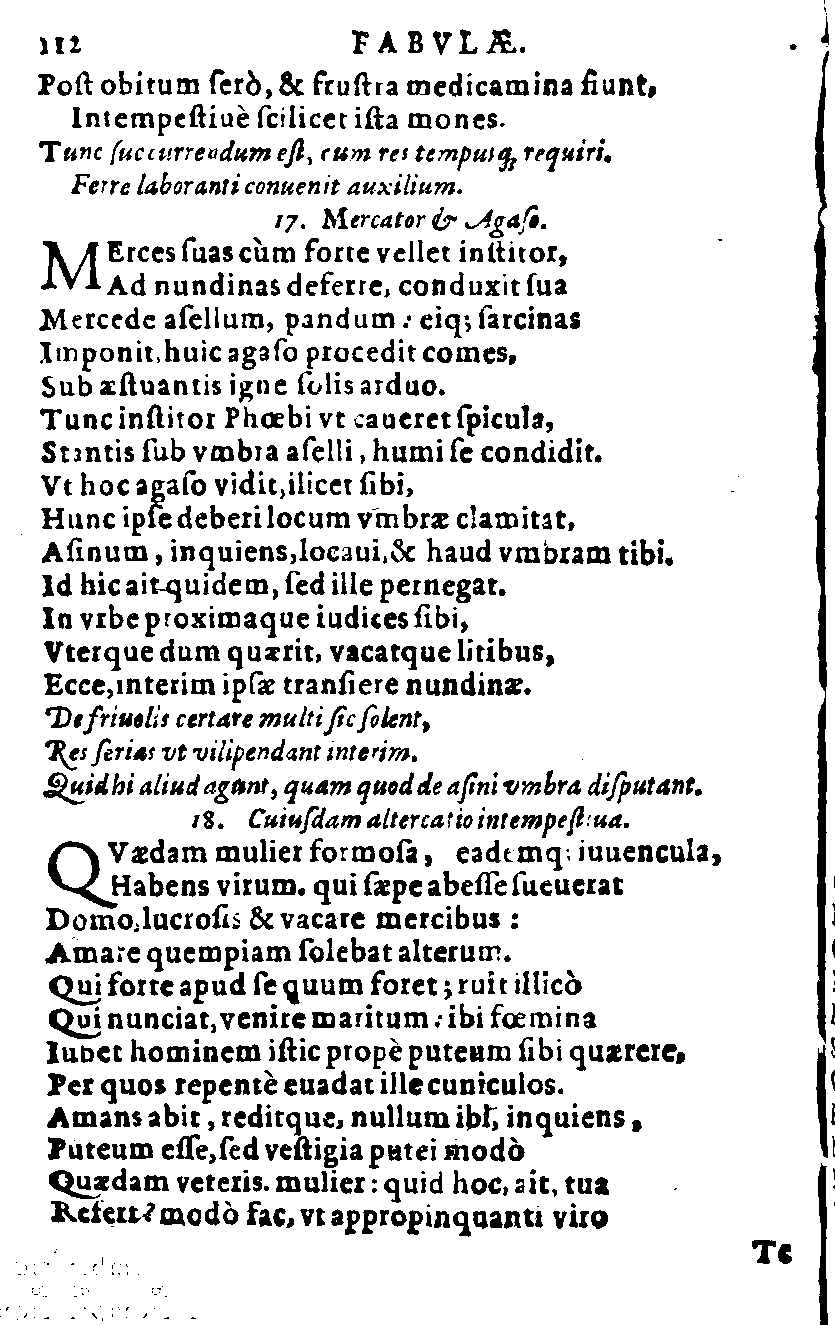 112 FABVLÆ.
Poſt obitum ſerò, & fruſtra medicamina fiunt,
Intempeſtiuè ſcilicet iſta mones.
Tunc ſuccurrendum eſt, cum res tempusq; requiri.
Ferre laboranti conuenit auxilium.
17. Mercator & Agaſo.
MErces ſuas cùm forte vellet inſtitor,
Ad nundinas deferre, conduxit ſua
Mercede aſellum, pandum: eiq; ſarcinas
Imponit, huic agaſo procedit comes,
Sub æſtuantis igne ſolis arduo.
Tunc inſtitor Phœbi vt caueret ſpicula,
Stantis ſub vmbra aſelli, humi ſe condidit.
Vt hoc agaſo vidit, ilicet ſibi,
Hunc ipſe deberi locum vmbræ clamitat,
Aſinum, inquiens, locaui, & haud vmbram tibi.
Id hic ait quidem, ſed ille pernegat.
In vrbe proximaque iudices ſibi,
Vterque dum quærit, vacatque litibus,
Ecce, interim ipſæ tranſiere nundinæ.
De friuolis certare multi ſic ſolent,
Res ſerias vt vilipendant interim.
Quid hi aliud agunt, quam quod de aſini vmbra diſputant.
18. Cuiuſdam altercatio intempeſtiua.
QVædam mulier formoſa, eademq; iuuencula,
Habens virum. qui ſæpe abeſſe ſueuerat
Domo, lucroſis & vacare mercibus:
Amare quempiam ſolebat alterum.
Qui forte apud ſe quum foret; ruit illicò
Qui nunciat, venire maritum: ibi fœmina
Iubet hominem iſtic propè puteum ſibi quærere,
Per quos repentè euadat ille cuniculos.
Amans abit, reditque, nullum ibi, inquiens,
Puteum eſſe, ſed veſtigia putei modò
Quædam veteris. mulier: quid hoc, ait, tua
Refert? modò fac, vt appropinquanti viro
Te